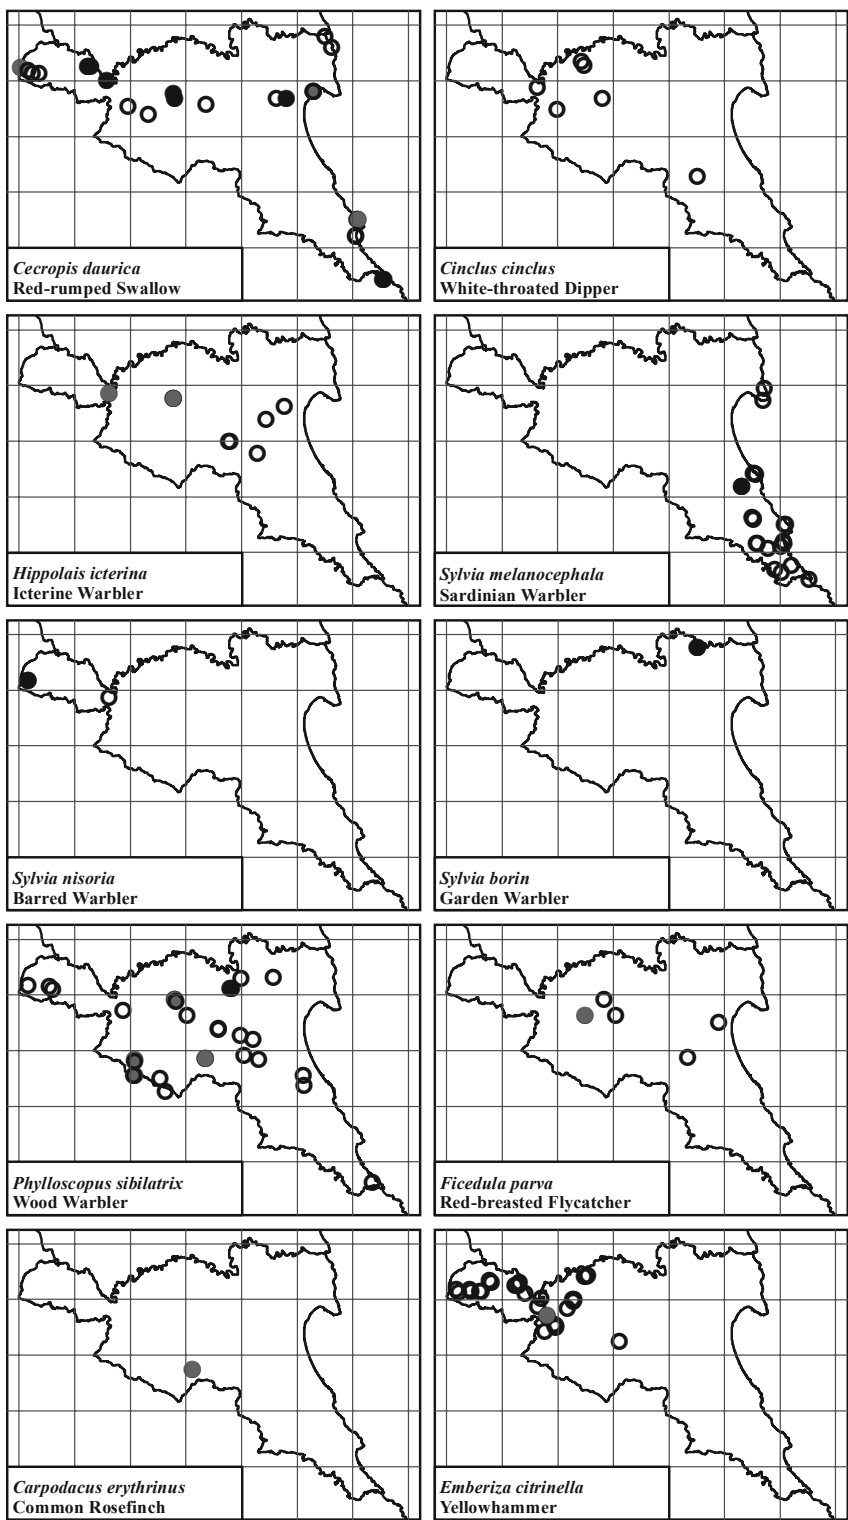 Cecropis daurica
Red-rumped Swallow
Cinclus cinclus
White-throated Dipper
Hippolais icterina
Icterine Warbler
Sylvia melanocephala
Sardinian Warbler
Sylvia nisoria
Barred Warbler
Sylvia borin
Garden Warbler
Phylloscopus sibilatrix
Wood Warbler
Ficedula parva
Red-breasted Flycatcher
Carpodacus erythrinus
Common Rosefinch
Emberiza citrinella
Yellowhammer